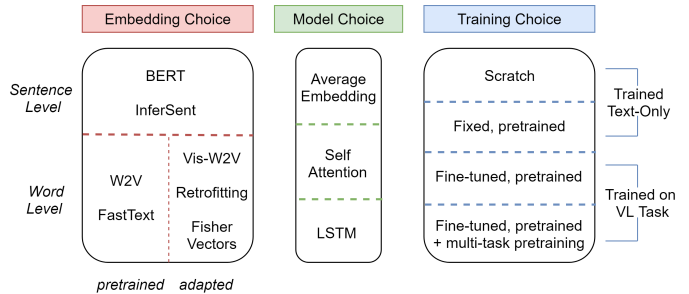 Embedding Choice
Model Choice
Training Choice
Sentence
Level
BERT
InferSent
Word
Level
W2V
FastText
Vis-W2V
Retrofitting
Fisher
Vectors
pretrained
adapted
Average
Embedding
Self
Attention
LSTM
Scratch
Fixed, pretrained
Fine-tuned, pretrained
Fine-tuned, pretrained
+ multi-task pretraining
Trained
Text-Only
Trained on
VL Task